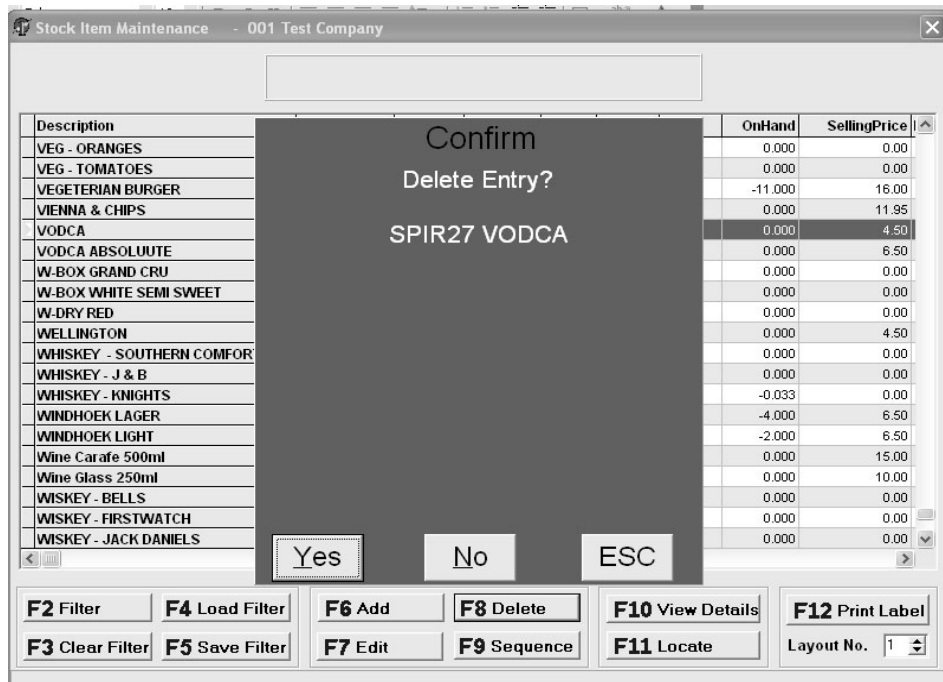 Stock Item Maintenance - 001 Test Company
Description OnHand SellingPrice
VEG - ORANGES 0.000 0.00
VEG - TOMATOES 0.000 0.00
VEGETERIAN BURGER -11.000 16.00
VIENNA & CHIPS 0.000 11.95
VODCA 0.000 4.50
VODCA ABSOLUUTE 0.000 6.50
W-BOX GRAND CRU 0.000 0.00
W-BOX WHITE SEMI SWEET 0.000 0.00
W-DRY RED 0.000 0.00
WELLINGTON 0.000 4.50
WHISKEY - SOUTHERN COMFOR 0.000 0.00
WHISKEY - J & B 0.000 0.00
WHISKEY - KNIGHTS -0.033 0.00
WINDHOEK LAGER -4.000 6.50
WINDHOEK LIGHT -2.000 6.50
Wine Carafe 500ml 0.000 15.00
Wine Glass 250ml 0.000 10.00
WISKEY - BELLS 0.000 0.00
WISKEY - FIRSTWATCH 0.000 0.00
WISKEY - JACK DANIELS 0.000 0.00
Confirm
Delete Entry?
SPIR27 VODCA
Yes No ESC
F2 Filter F4 Load Filter F6 Add F8 Delete F10 View Details F12 Print Label
F3 Clear Filter F5 Save Filter F7 Edit F9 Sequence F11 Locate Layout No. 1